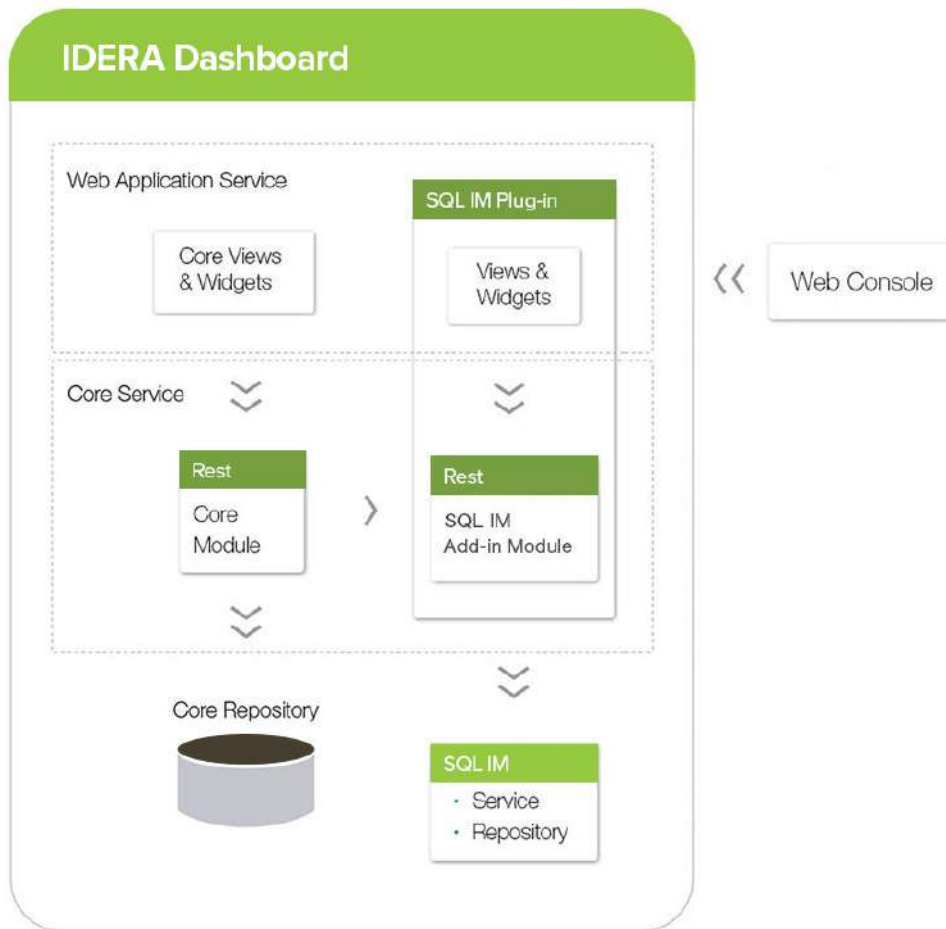 IDERA Dashboard
Web Application Service
SQL IM Plug-in
Core Views
& Widgets
Views &
Widgets
Web Console
Core Service
Rest
Core
Module
Rest
SQL IM
Add-in Module
Core Repository
SQL IM
• Service
• Repository